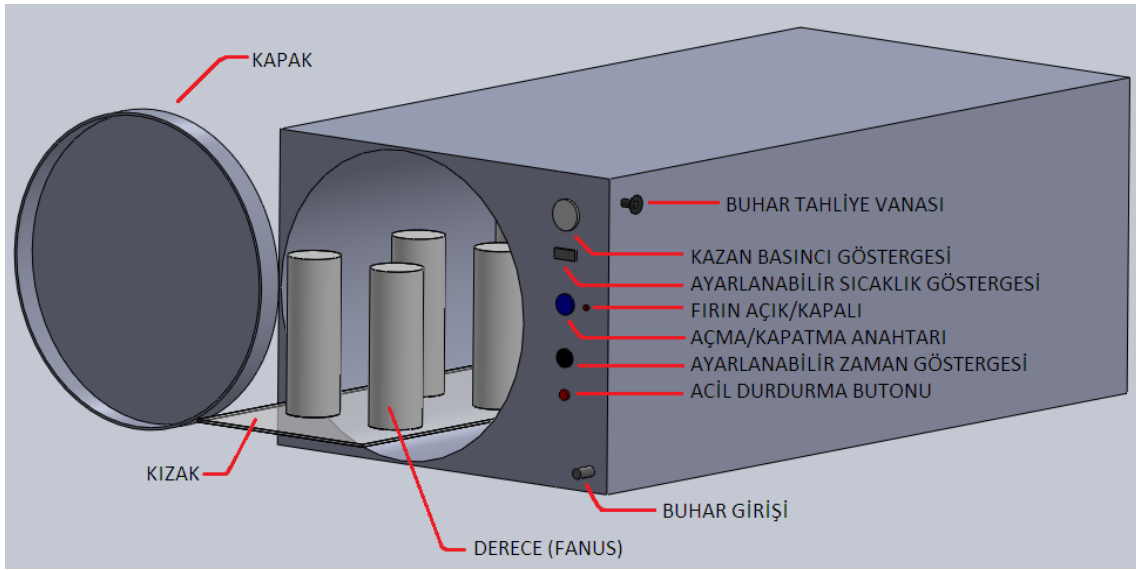 KAPAK
BUHAR TAHLİYE VANASI
KAZAN BASINCI GÖSTERGESİ
AYARLANABİLİR SICAKLIK GÖSTERGESİ
FIRIN AÇIK/KAPALI
AÇMA/KAPATMA ANAHTARI
AYARLANABİLİR ZAMAN GÖSTERGESİ
ACİL DURDURMA BUTONU
KIZAK
BUHAR GİRİŞİ
DERECE (FANUS)